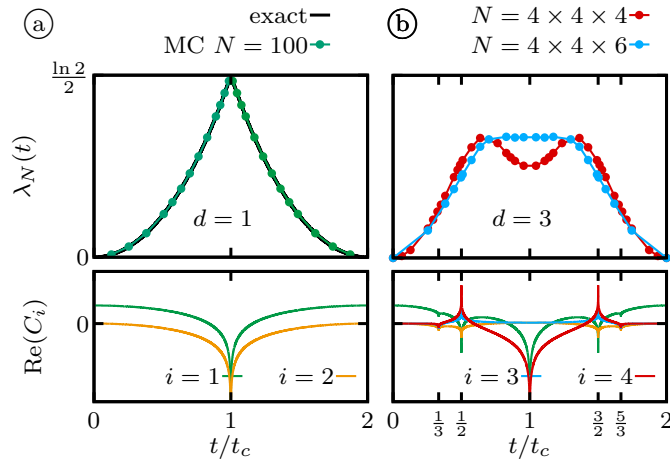 a
exact
MC N = 100
b
N = 4 × 4 × 4
N = 4 × 4 × 6
ln 2
2
λN(t)
0
d = 1
d = 3
Re(Ci)
0
i = 1
i = 2
i = 3
i = 4
0 1 2
t/tc
0 1/3 1/2 1 3/2 5/3 2
t/tc